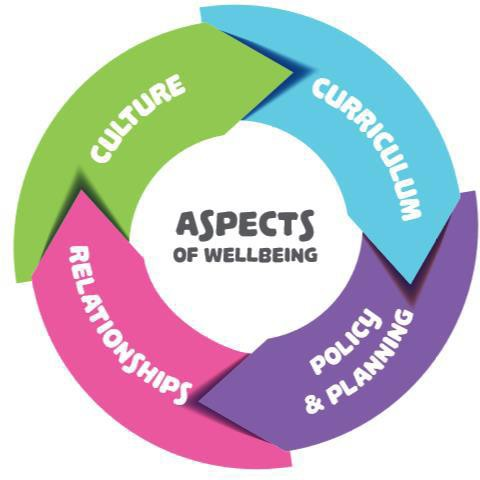 CULTURE
CURRICULUM
ASPECTS
OF WELLBEING
RELATIONSHIPS
POLICY
& PLANNING